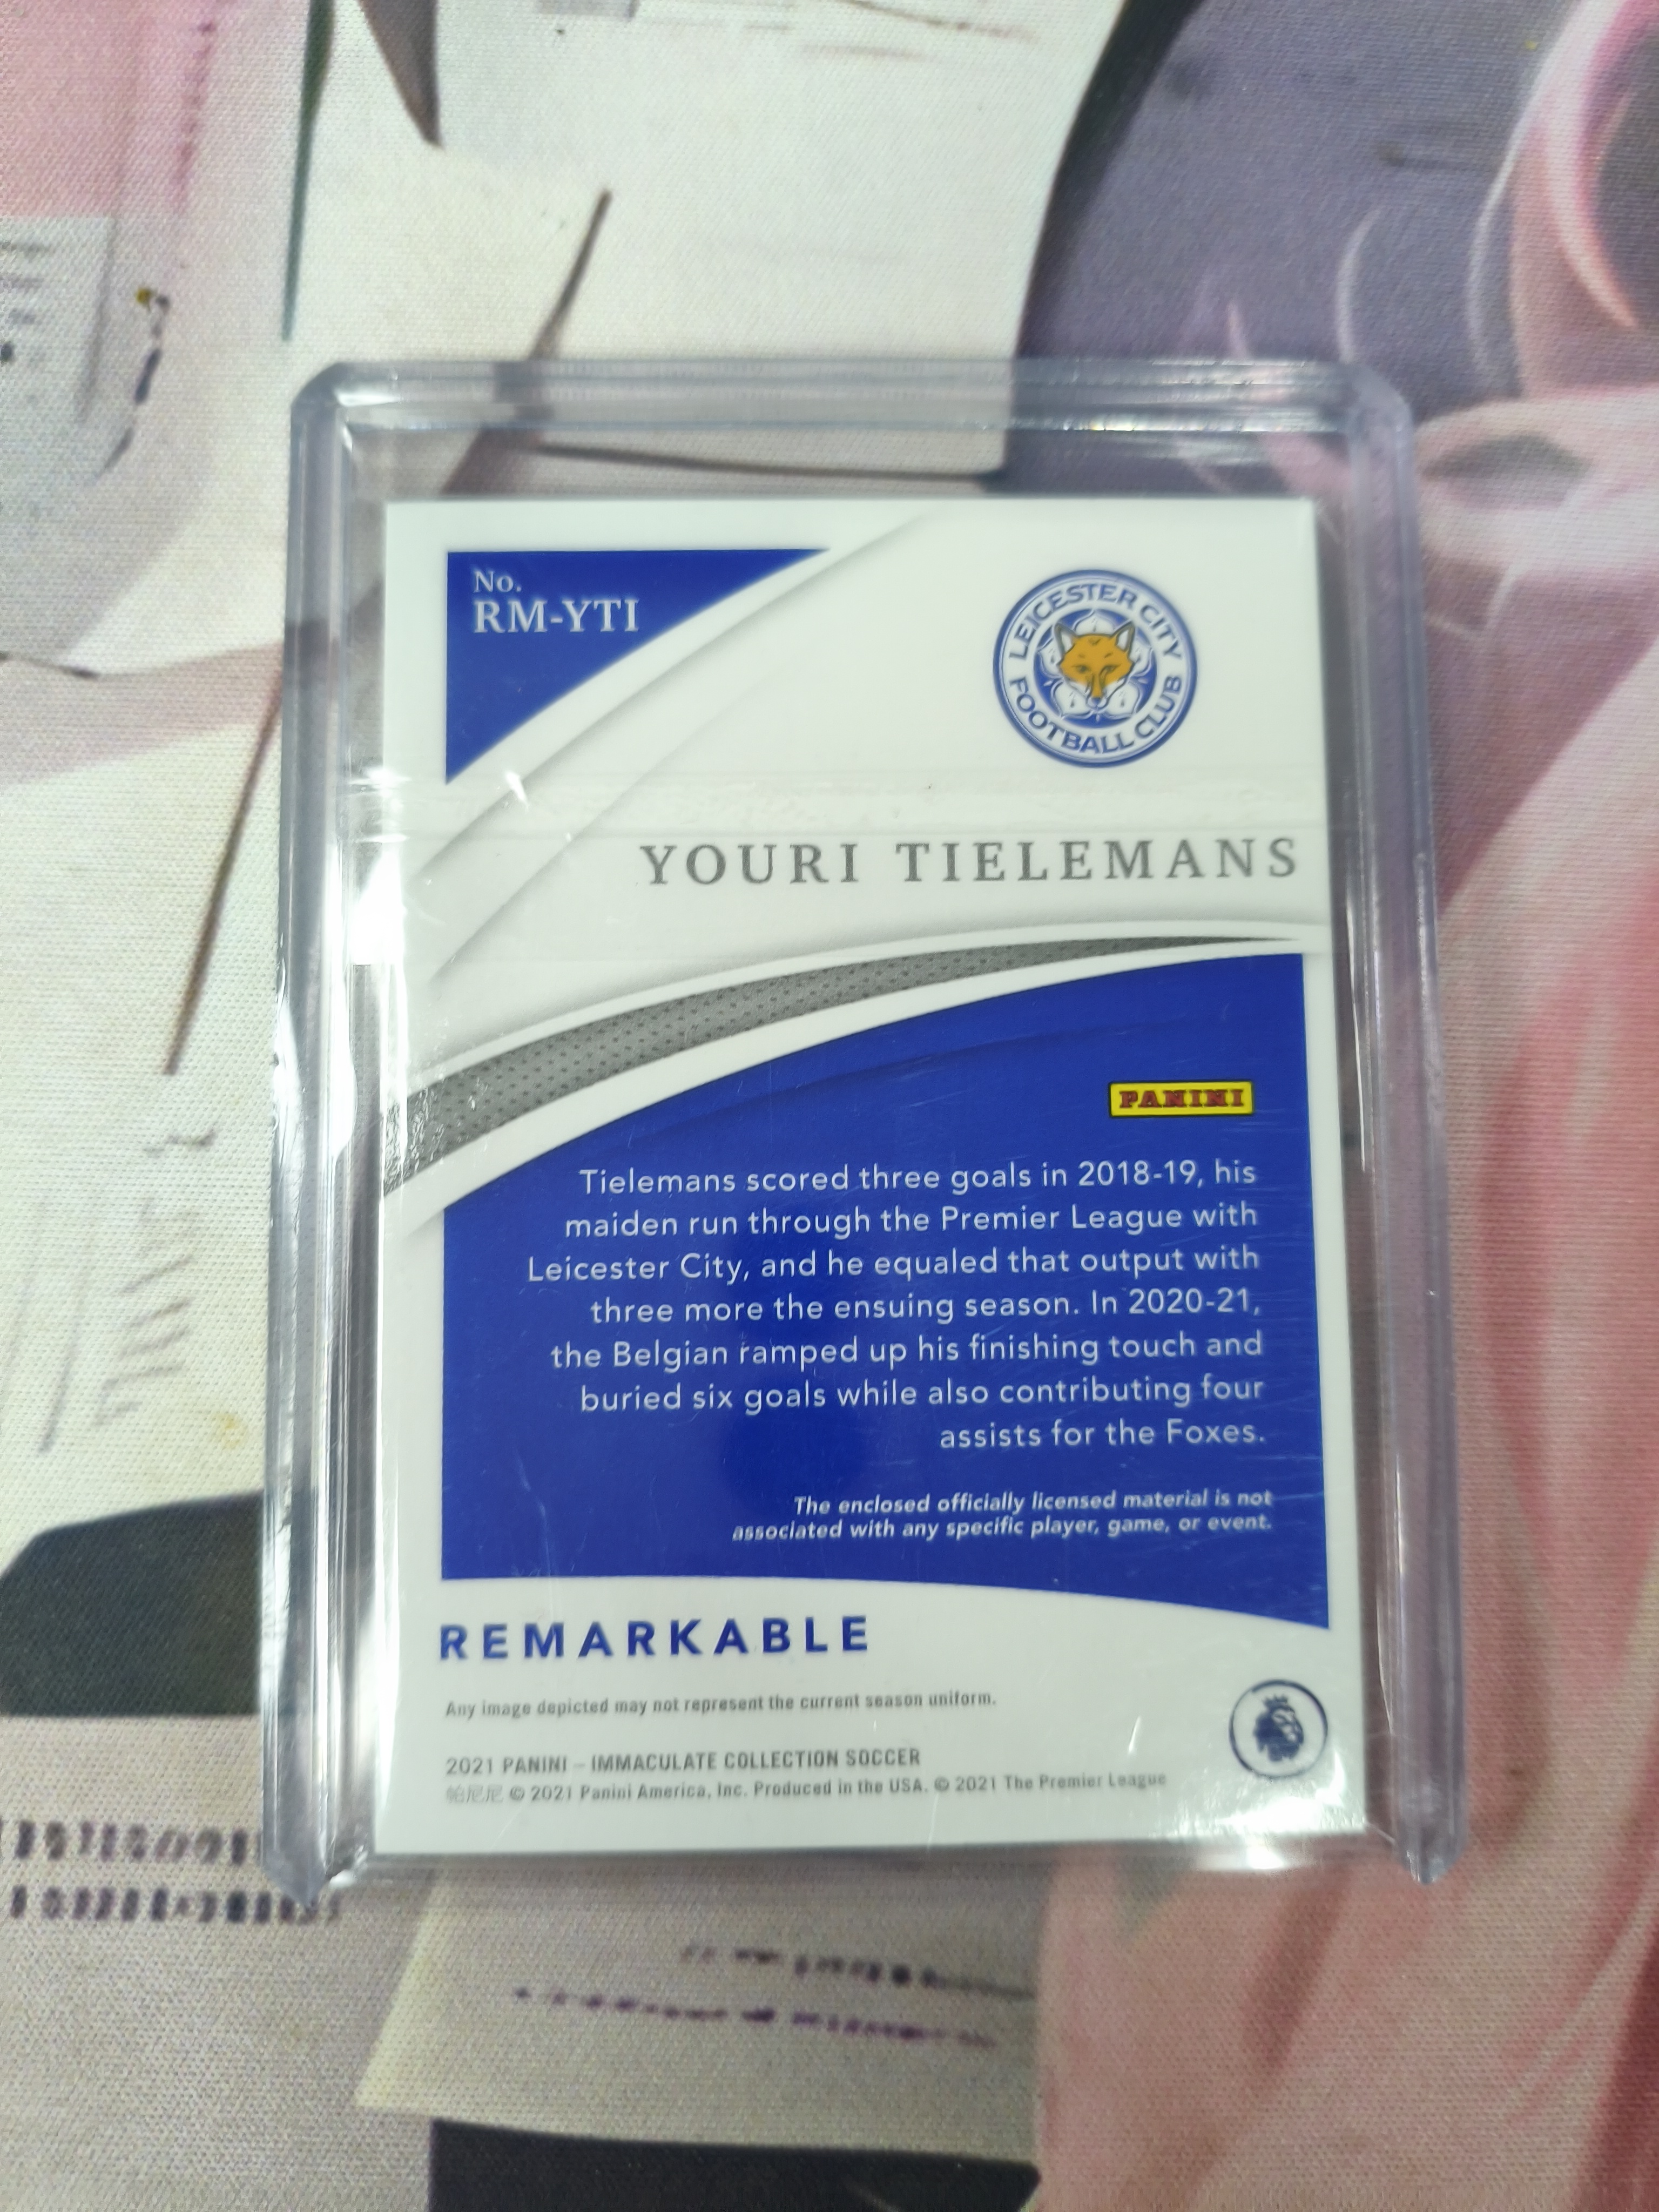 No.
RM-YTI
LEICESTER CITY
FOOTBALL CLUB
YOURI TIELEMANS
PANINI
Tielemans scored three goals in 2018-19, his
maiden run through the Premier League with
Leicester City, and he equaled that output with
three more the ensuing season. In 2020-21,
the Belgian ramped up his finishing touch and
buried six goals while also contributing four
assists for the Foxes.
The enclosed officially licensed material is not
associated with any specific player, game, or event.
REMARKABLE
Any image depicted may not represent the current season uniform.
2021 PANINI – IMMACULATE COLLECTION SOCCER
帕尼尼 © 2021 Panini America, Inc. Produced in the USA. © 2021 The Premier League